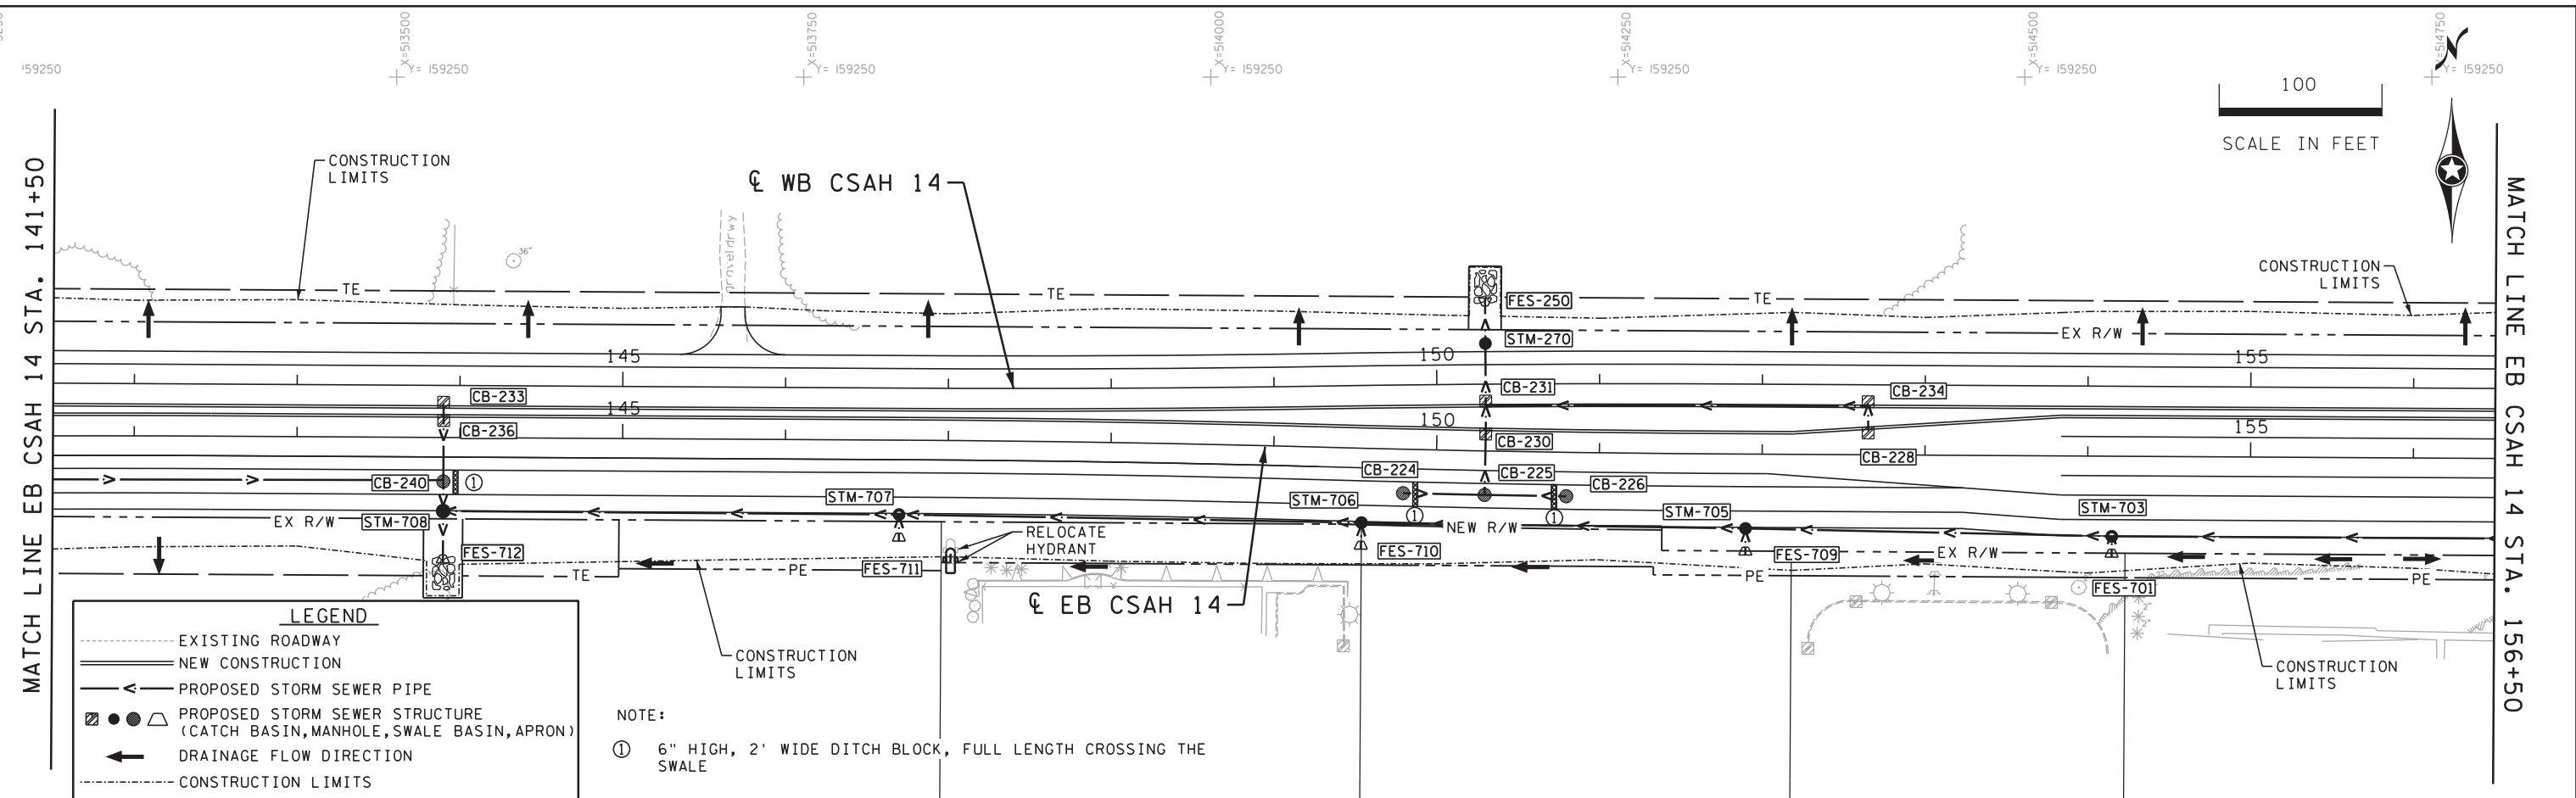 X=513500
X=513750
X=514000
X=514250
X=514500
X=514750
159250
Y= 159250
Y= 159250
Y= 159250
Y= 159250
Y= 159250
Y= 159250
N
100
SCALE IN FEET
MATCH LINE EB CSAH 14 STA. 141+50
MATCH LINE EB CSAH 14 STA. 156+50
CONSTRUCTION
LIMITS
℄ WB CSAH 14
36"
graveldrwy
CONSTRUCTION
LIMITS
TE
TE
TE
FES-250
EX R/W
STM-270
145
150
155
CB-233
CB-231
CB-234
145
150
155
CB-236
CB-230
CB-228
CB-240
1
CB-224
CB-225
CB-226
STM-707
STM-706
1
1
STM-705
STM-703
EX R/W
STM-708
NEW R/W
RELOCATE
HYDRANT
FES-712
FES-710
FES-709
EX R/W
TE
PE
FES-711
PE
PE
FES-701
℄ EB CSAH 14
2"
2"
CONSTRUCTION
LIMITS
CONSTRUCTION
LIMITS
LEGEND
EXISTING ROADWAY
NEW CONSTRUCTION
PROPOSED STORM SEWER PIPE
PROPOSED STORM SEWER STRUCTURE
(CATCH BASIN,MANHOLE,SWALE BASIN,APRON)
DRAINAGE FLOW DIRECTION
CONSTRUCTION LIMITS
NOTE:
1 6" HIGH, 2' WIDE DITCH BLOCK, FULL LENGTH CROSSING THE
SWALE